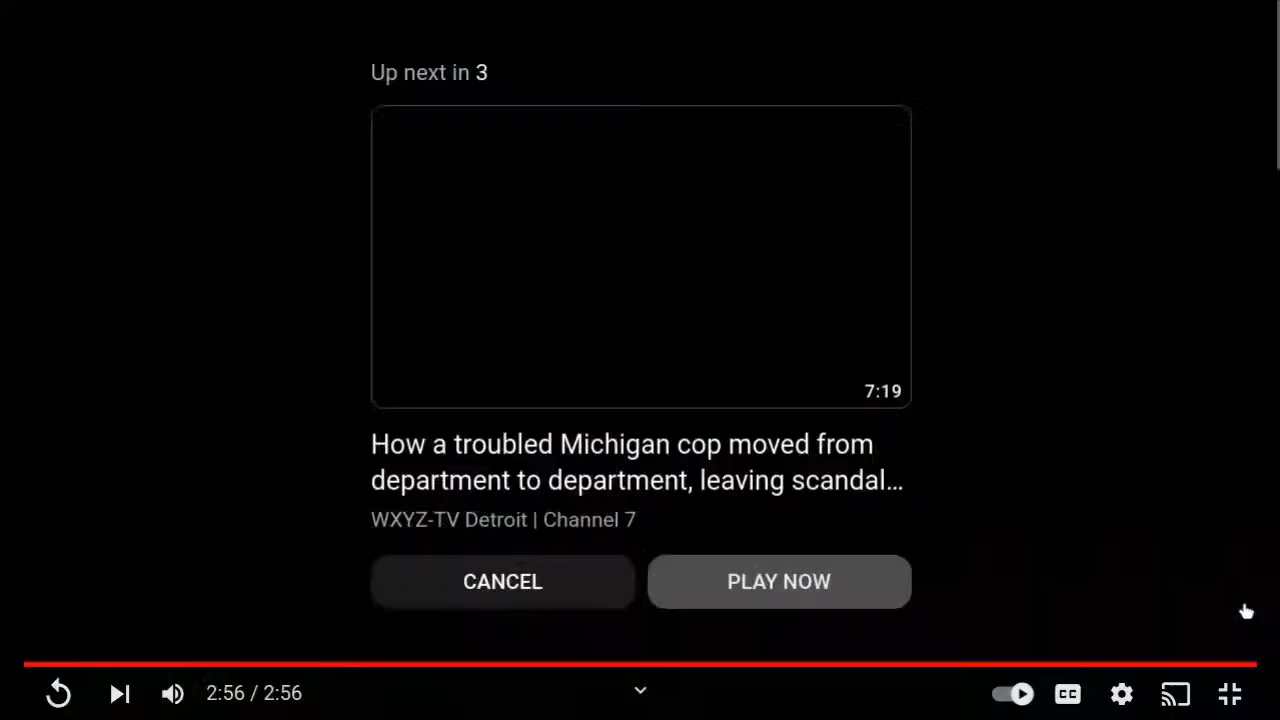 Up next in 3
7:19
How a troubled Michigan cop moved from
department to department, leaving scandal...
WXYZ-TV Detroit | Channel 7
CANCEL
PLAY NOW
2:56 / 2:56
CC